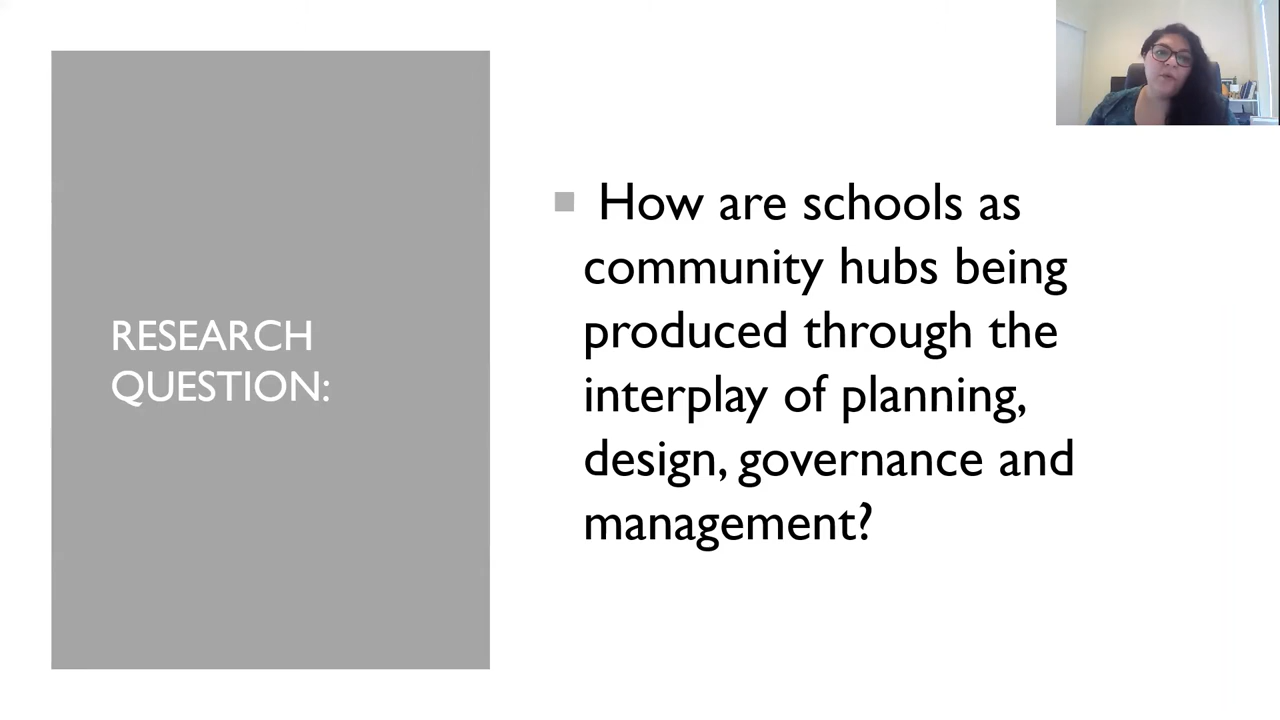 RESEARCH
QUESTION:
How are schools as
community hubs being
produced through the
interplay of planning,
design, governance and
management?